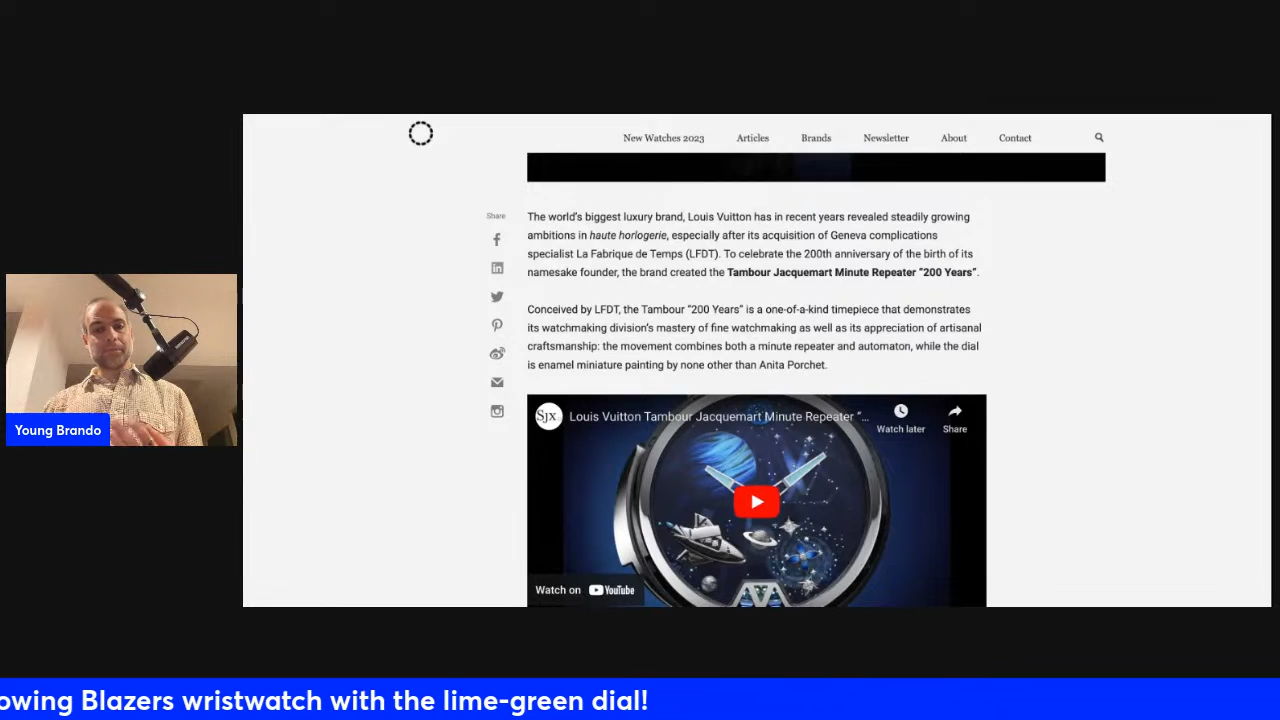 New Watches 2023 Articles Brands Newsletter About Contact
Share
The world's biggest luxury brand, Louis Vuitton has in recent years revealed steadily growing
ambitions in haute horlogerie, especially after its acquisition of Geneva complications
specialist La Fabrique de Temps (LFDT). To celebrate the 200th anniversary of the birth of its
namesake founder, the brand created the Tambour Jacquemart Minute Repeater "200 Years".
Conceived by LFDT, the Tambour "200 Years" is a one-of-a-kind timepiece that demonstrates
its watchmaking division's mastery of fine watchmaking as well as its appreciation of artisanal
craftsmanship: the movement combines both a minute repeater and automaton, while the dial
is enamel miniature painting by none other than Anita Porchet.
SJX
Louis Vuitton Tambour Jacquemart Minute Repeater “...
Watch later
Share
Watch on YouTube
Young Brando
owing Blazers wristwatch with the lime-green dial!